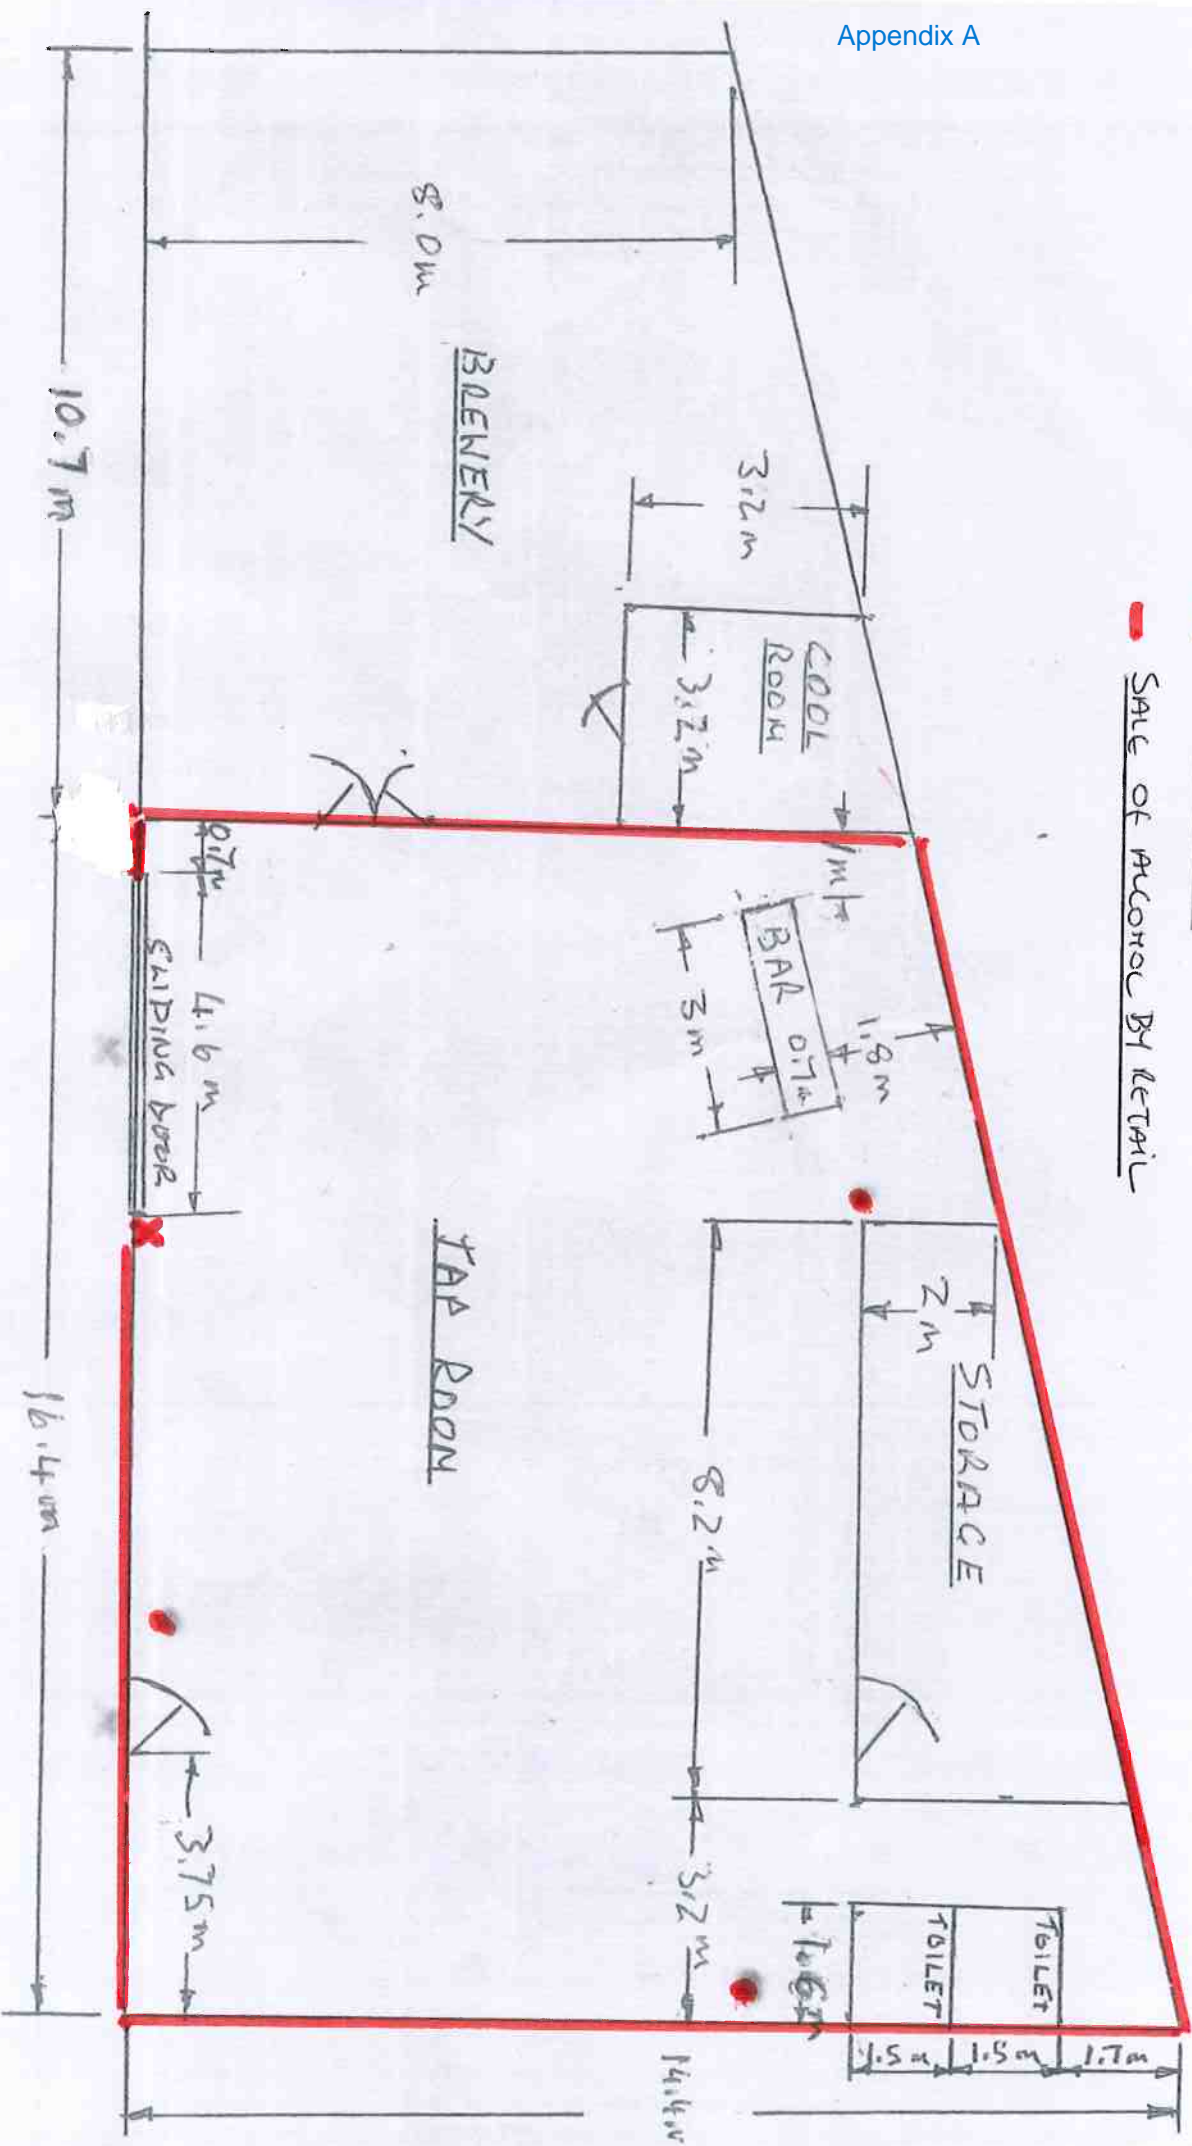 Appendix A
SALE OF ALCOHOL BY RETAIL
8.0m
BREWERY
10.7m
3.2m
COOL
ROOM
3.2m
1m
BAR 0.7m
3m
1.8m
0.7m
4.6m
SLIDING DOOR
TAP ROOM
16.4m
2m
STORAGE
8.2m
3.2m
3.75m
TOILET
TOILET
1.6m
1.5m
1.5m
1.7m
14.4m